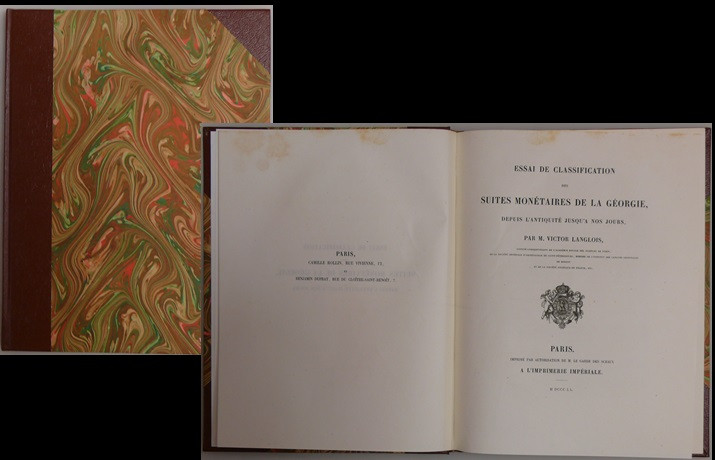 PARIS,
CAMILLE ROLLIN, RUE VIVIENNE, 12,
ET
BENJAMIN DUPRAT, RUE DU CLOÎTRE-SAINT-BENOÎT, 7
ESSAI DE CLASSIFICATION
DES
SUITES MONÉTAIRES DE LA GÉORGIE,
DEPUIS L'ANTIQUITÉ JUSQU'A NOS JOURS,
PAR M. VICTOR LANGLOIS,
PARIS,
IMPRIMÉ PAR AUTORISATION DE M. LE GARDE DES SCEAUX
A L'IMPRIMERIE IMPÉRIALE.